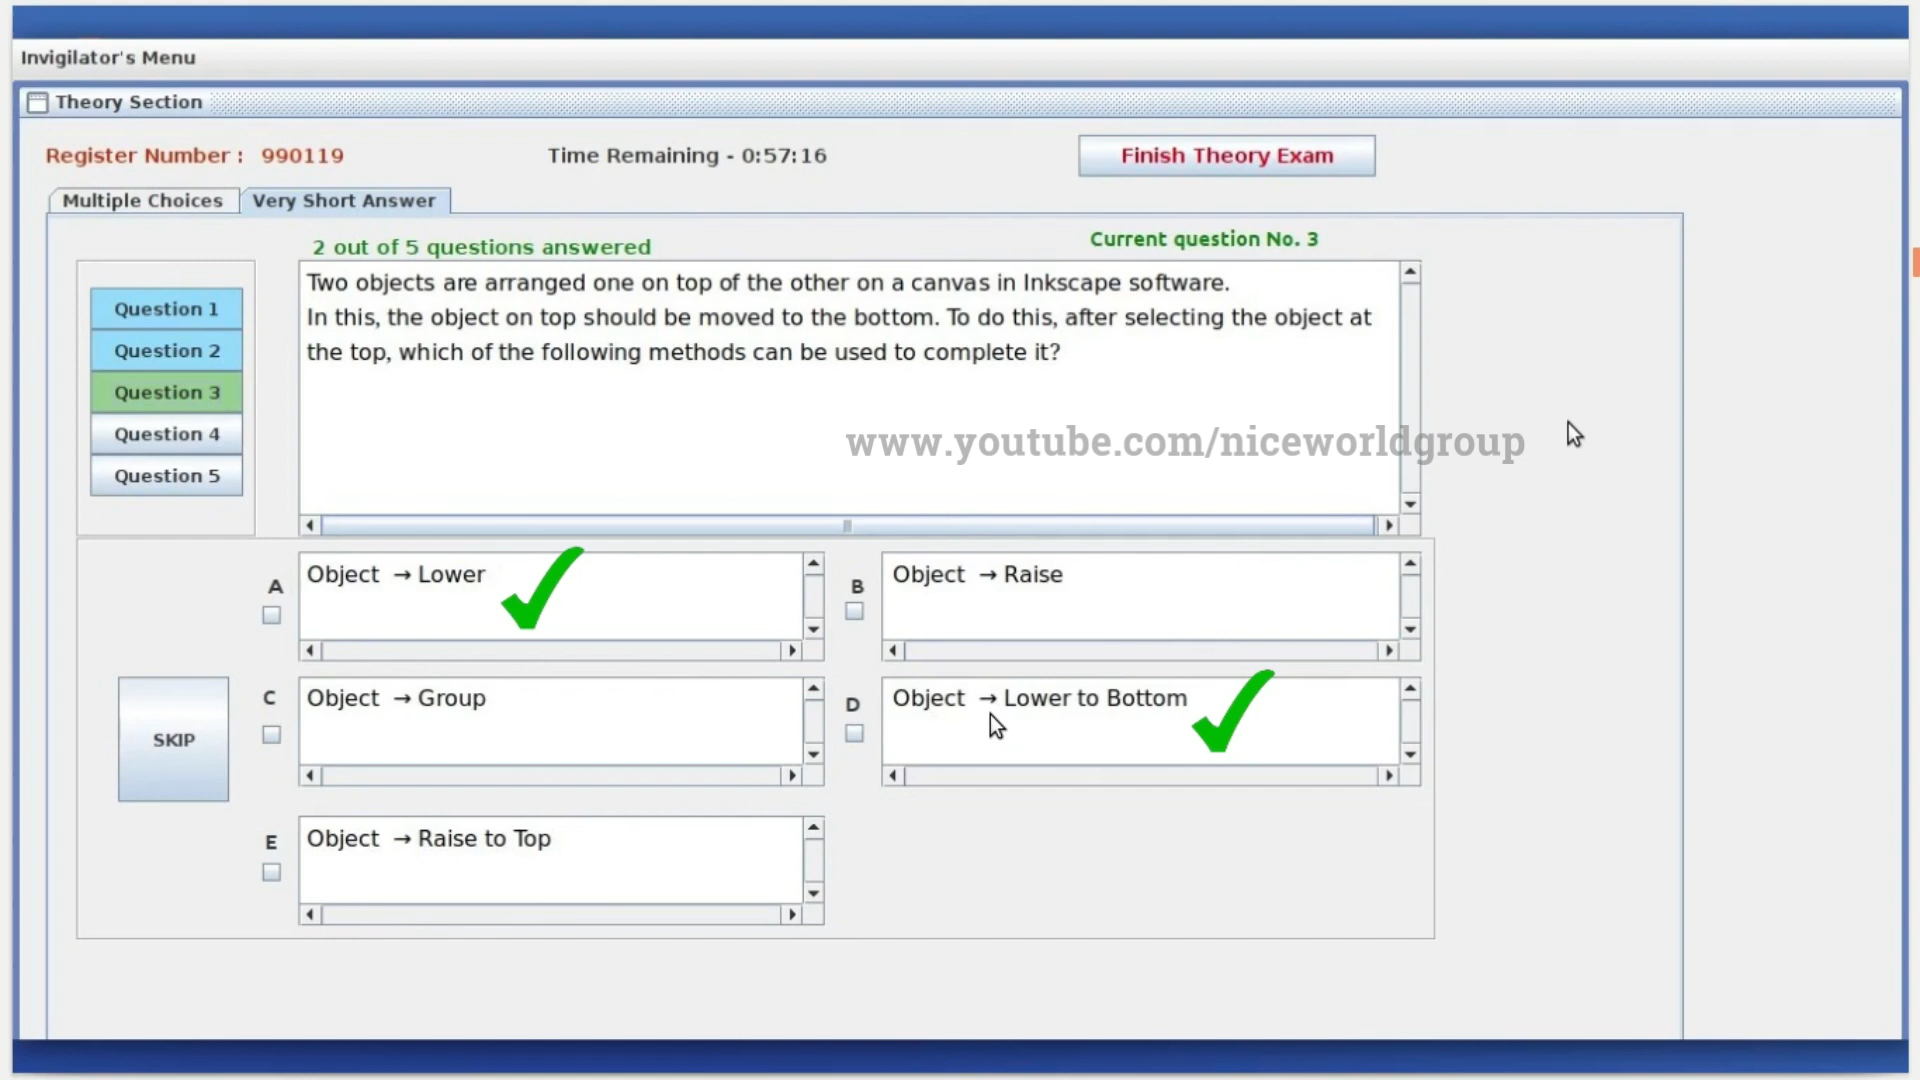 Invigilator's Menu
Theory Section
Register Number : 990119
Time Remaining - 0:57:16
Finish Theory Exam
Multiple Choices
Very Short Answer
2 out of 5 questions answered
Current question No. 3
Question 1
Question 2
Question 3
Question 4
Question 5
Two objects are arranged one on top of the other on a canvas in Inkscape software.
In this, the object on top should be moved to the bottom. To do this, after selecting the object at
the top, which of the following methods can be used to complete it?
www.youtube.com/niceworldgroup
A
Object → Lower
B
Object → Raise
SKIP
C
Object → Group
D
Object → Lower to Bottom
E
Object → Raise to Top